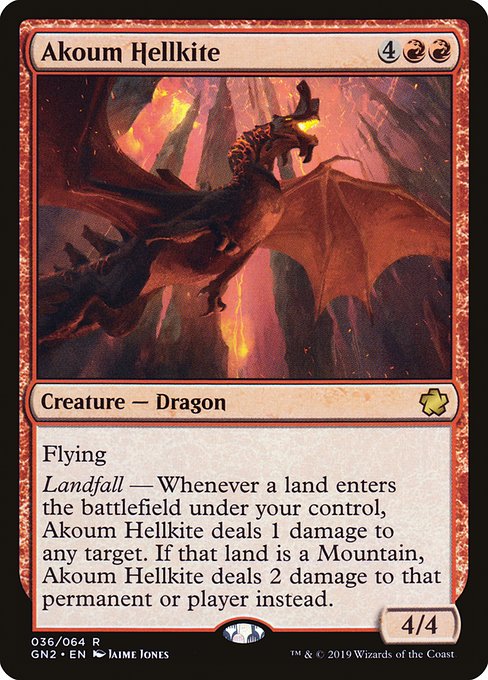 Akoum Hellkite 4
Creature — Dragon
Flying
Landfall — Whenever a land enters
the battlefield under your control,
Akoum Hellkite deals 1 damage to
any target. If that land is a Mountain,
Akoum Hellkite deals 2 damage to that
permanent or player instead.
4/4
036/064 R
GN2 • EN Jaime Jones
™ & © 2019 Wizards of the Coast